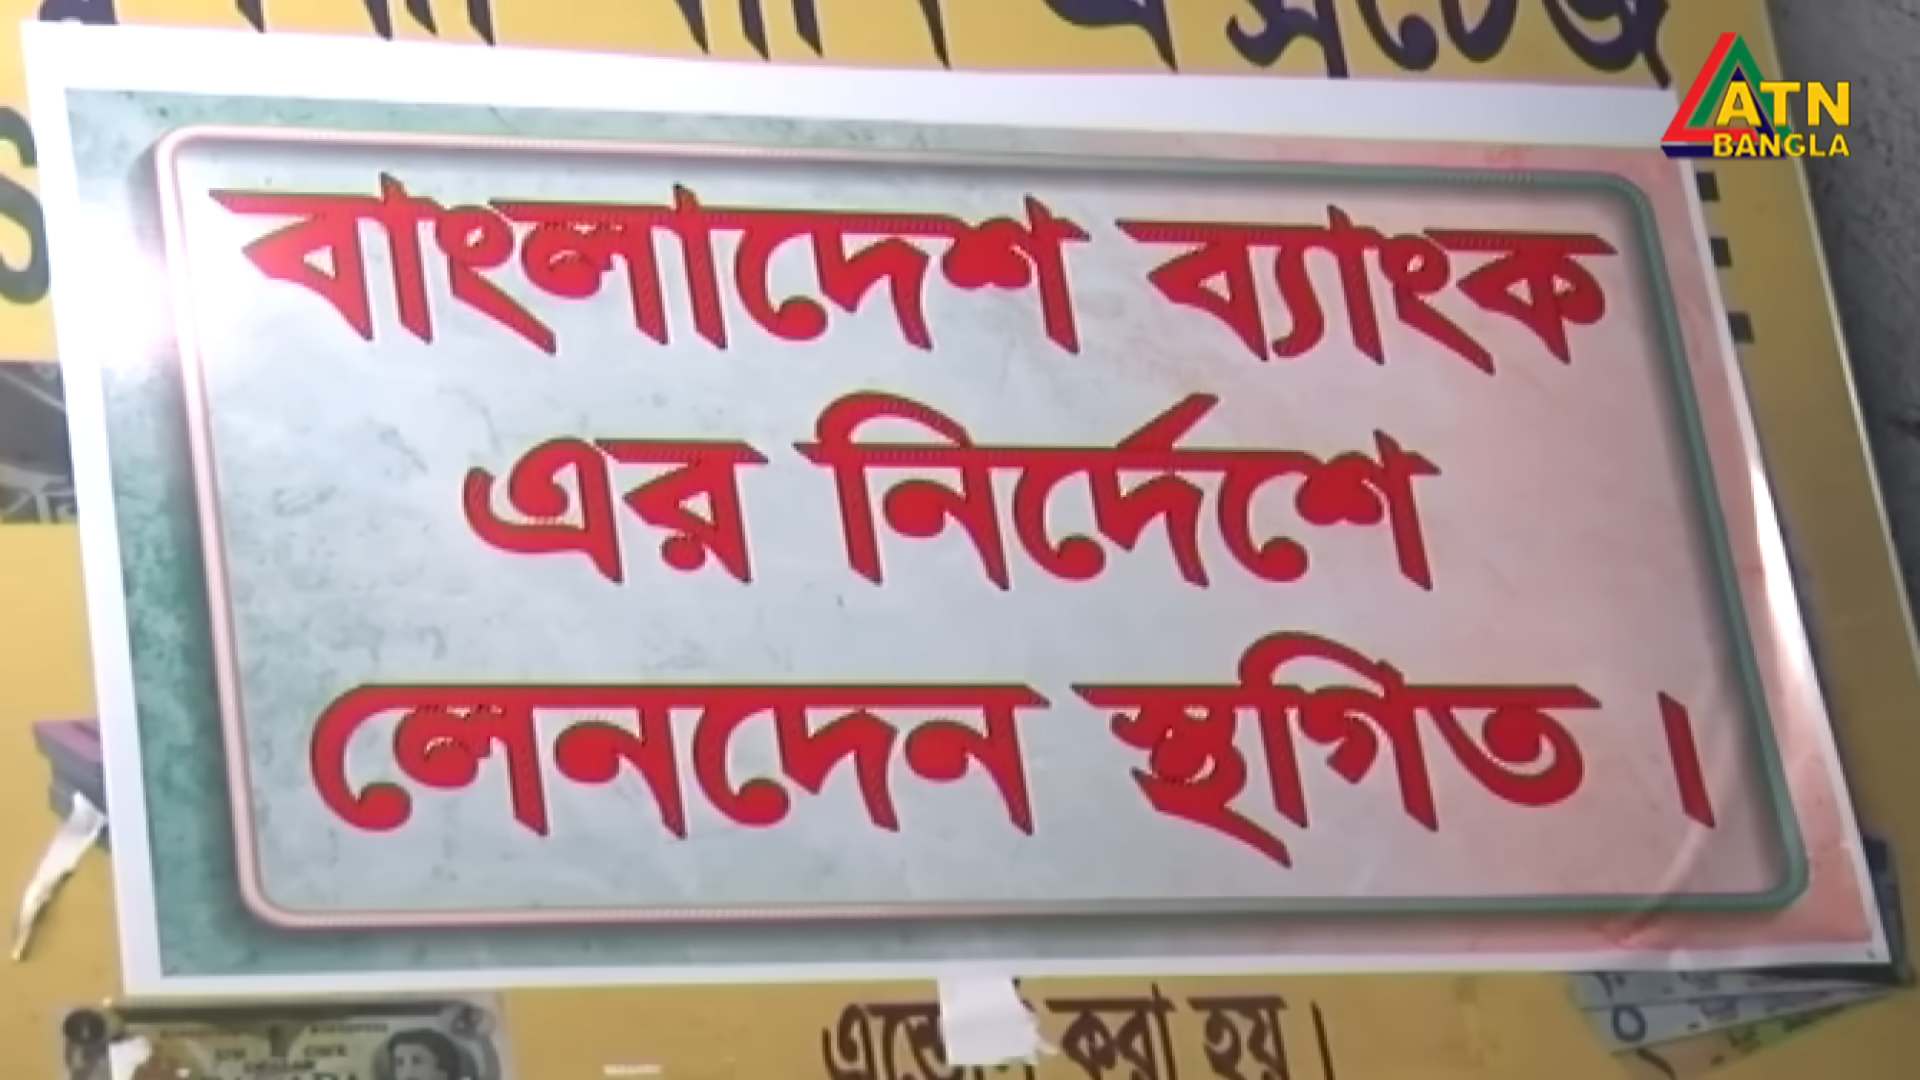 ATN
BANGLA
বাংলাদেশ ব্যাংক
এর নির্দেশে
লেনদেন স্থগিত।
করা হয়।